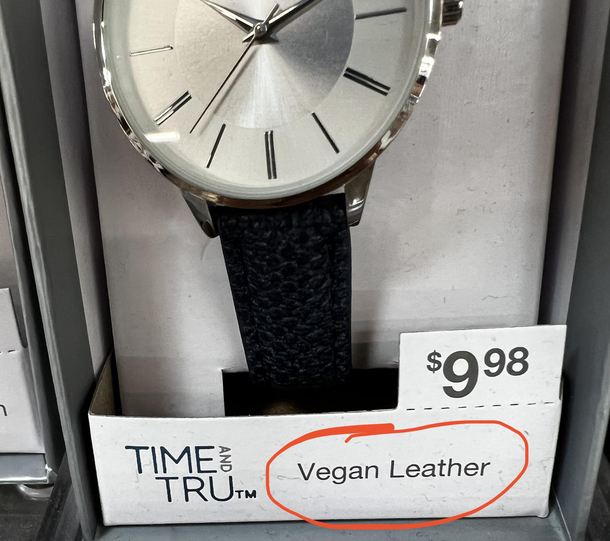 $9.98
TIME AND TRU™
Vegan Leather